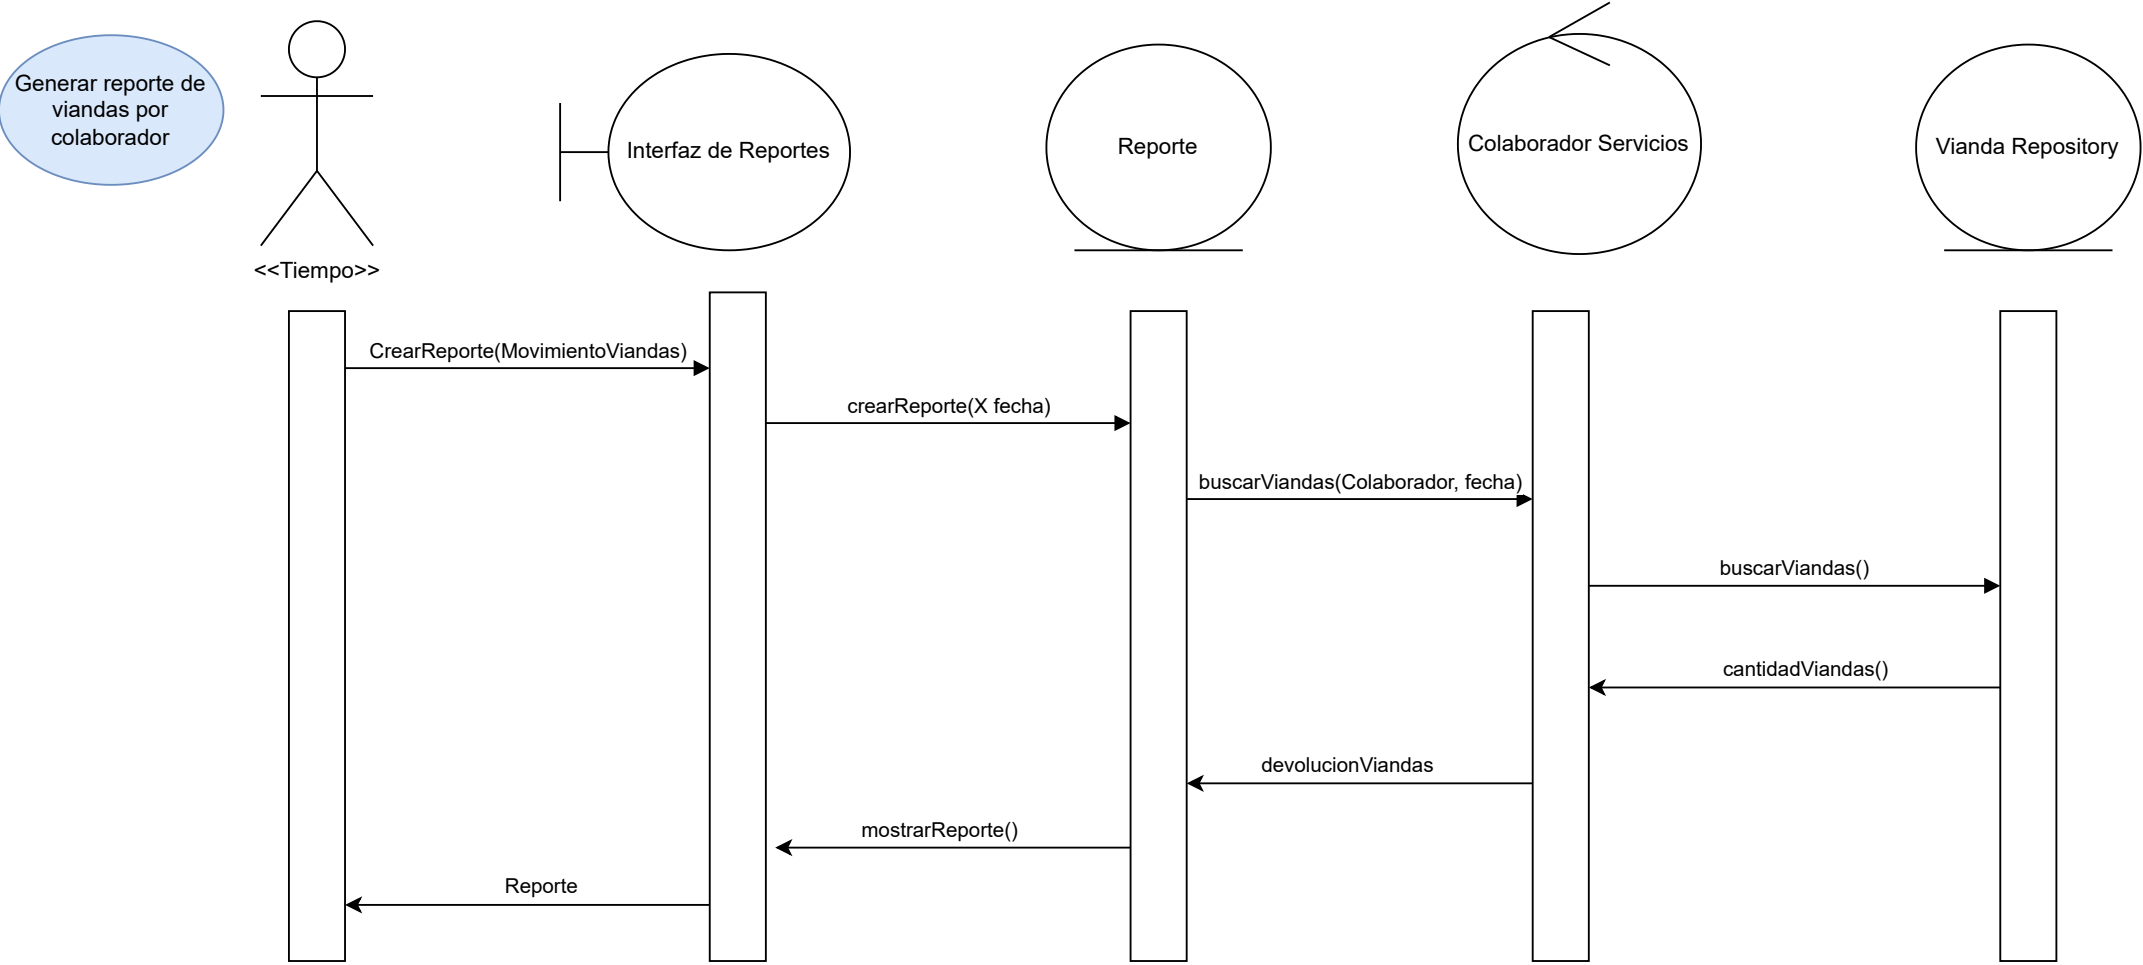 Generar reporte de
viandas por
colaborador
<<Tiempo>>
Interfaz de Reportes
Reporte
Colaborador Servicios
Vianda Repository
CrearReporte(MovimientoViandas)
crearReporte(X fecha)
buscarViandas(Colaborador, fecha)
buscarViandas()
cantidadViandas()
devolucionViandas
mostrarReporte()
Reporte